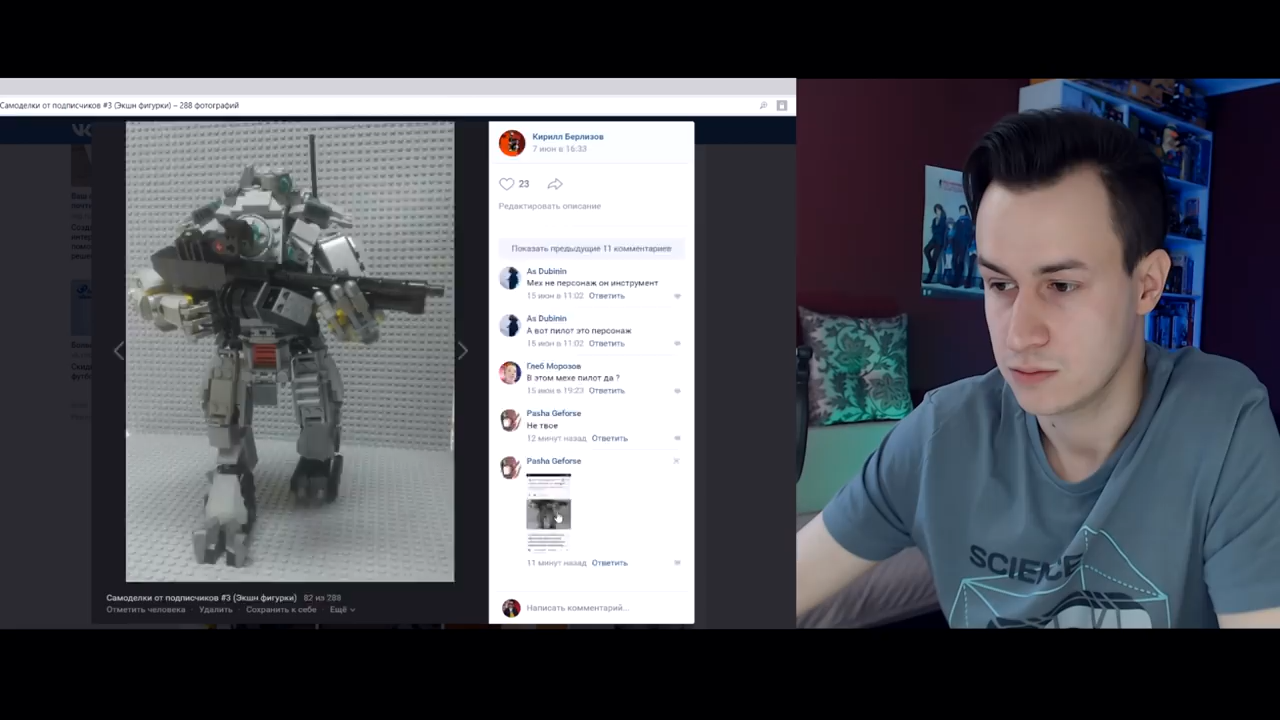 Самоделки от подписчиков #3 (Экшн фигурки) – 288 фотографий
Кирилл Берлизов
7 июн в 16:33
23
Редактировать описание
Показать предыдущие 11 комментариев
As Dubinin
Мех не персонаж он инструмент
15 июн в 11:02 Ответить
As Dubinin
А вот пилот это персонаж
15 июн в 11:02 Ответить
Глеб Морозов
В этом мехе пилот да ?
15 июн в 19:23 Ответить
Pasha Geforse
Не твое
12 минут назад Ответить
Pasha Geforse
11 минут назад Ответить
Написать комментарий...
Самоделки от подписчиков #3 (Экшн фигурки) 82 из 288
Отметить человека · Удалить · Сохранить к себе · Ещё
SCIENCE